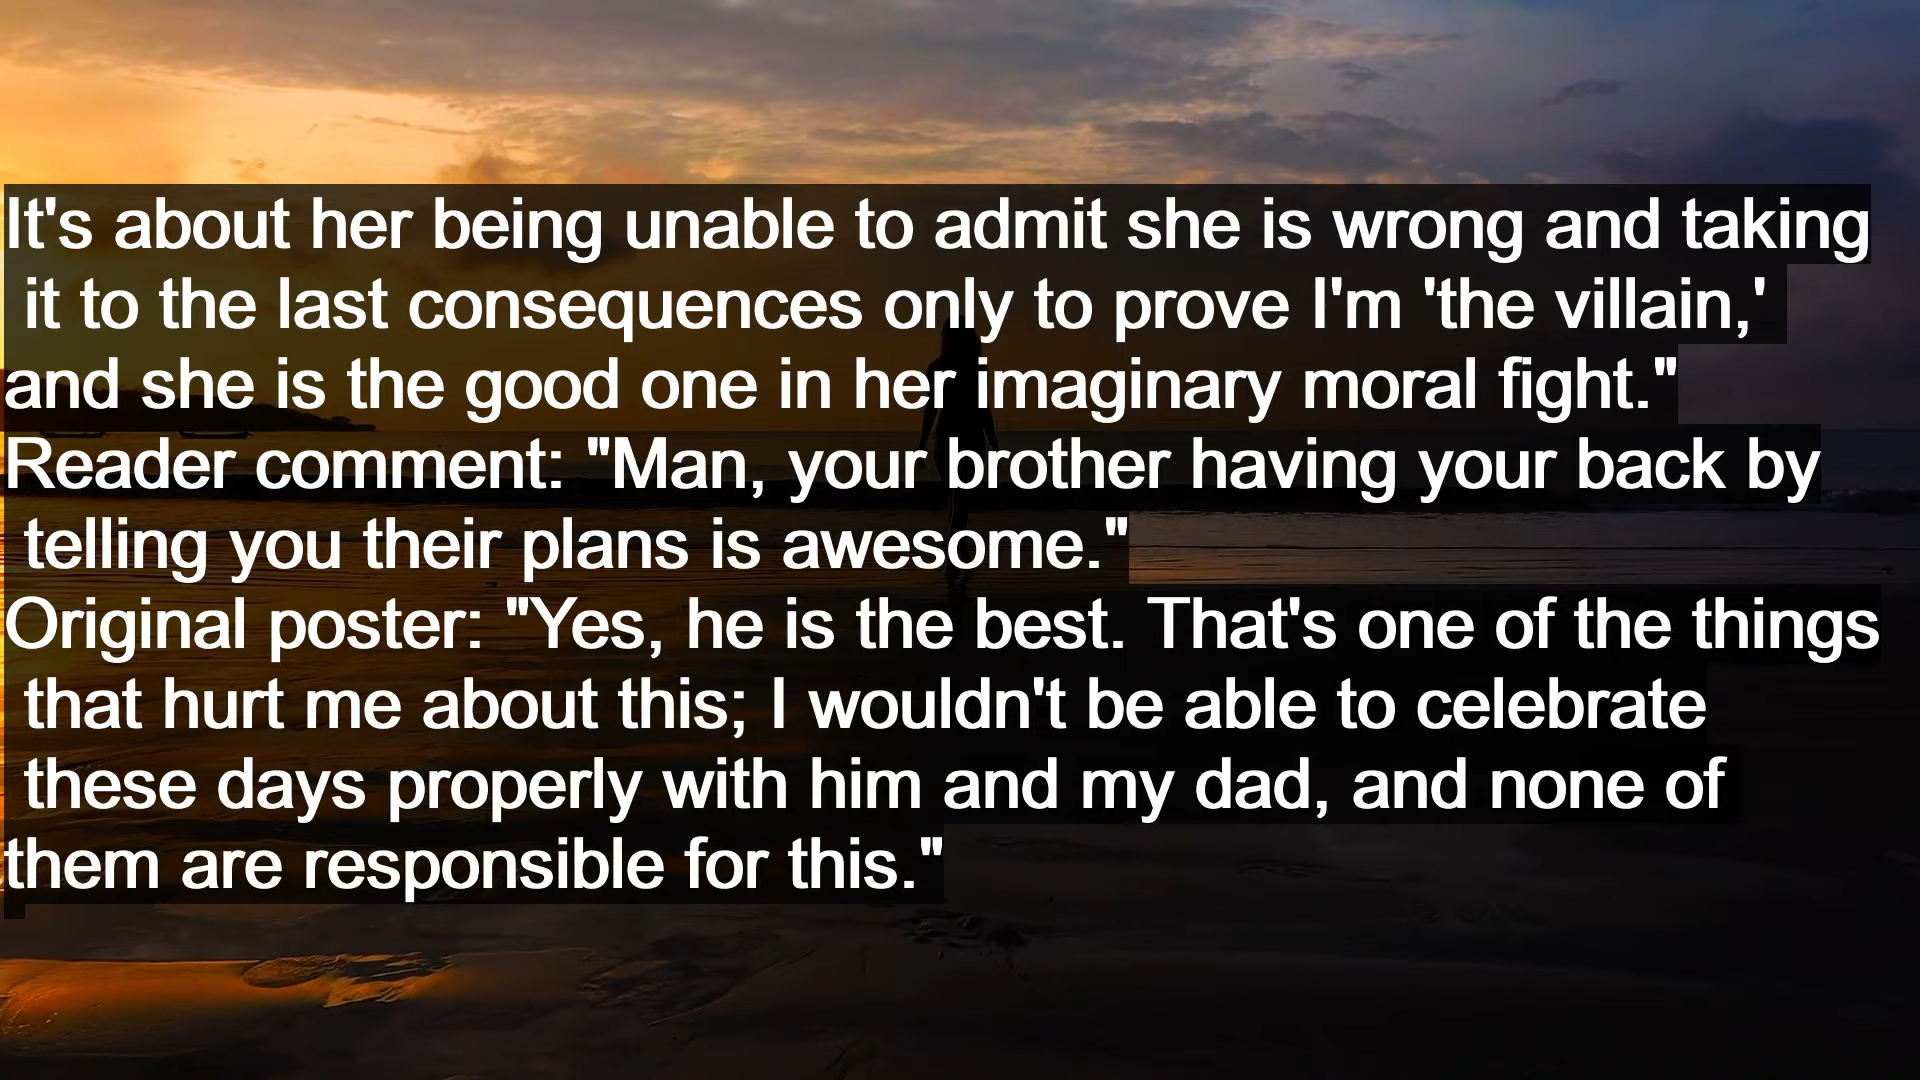 It's about her being unable to admit she is wrong and taking
it to the last consequences only to prove I'm 'the villain,'
and she is the good one in her imaginary moral fight."
Reader comment: "Man, your brother having your back by
telling you their plans is awesome."
Original poster: "Yes, he is the best. That's one of the things
that hurt me about this; I wouldn't be able to celebrate
these days properly with him and my dad, and none of
them are responsible for this."